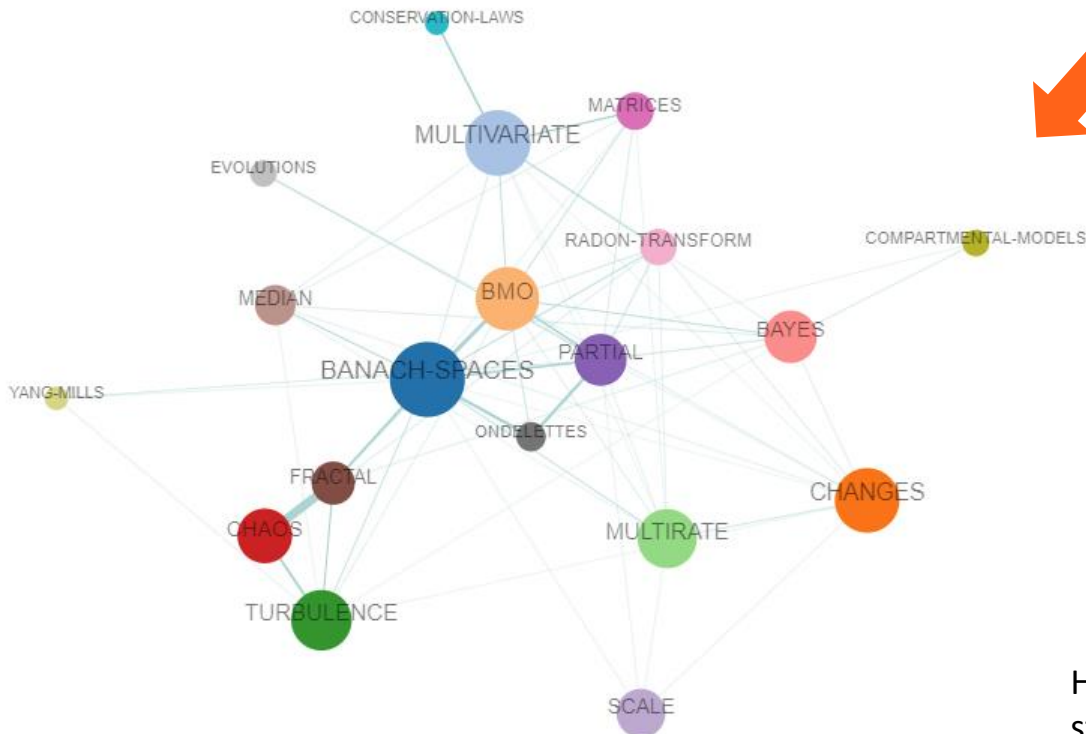 CONSERVATION-LAWS
MATRICES
MULTIVARIATE
EVOLUTIONS
RADON-TRANSFORM
COMPARTMENTAL-MODELS
BMO
MEDIAN
BAYES
PARTIAL
BANACH-SPACES
YANG-MILLS
ONDELETTES
FRACTAL
CHANGES
CHAOS
MULTIRATE
TURBULENCE
SCALE